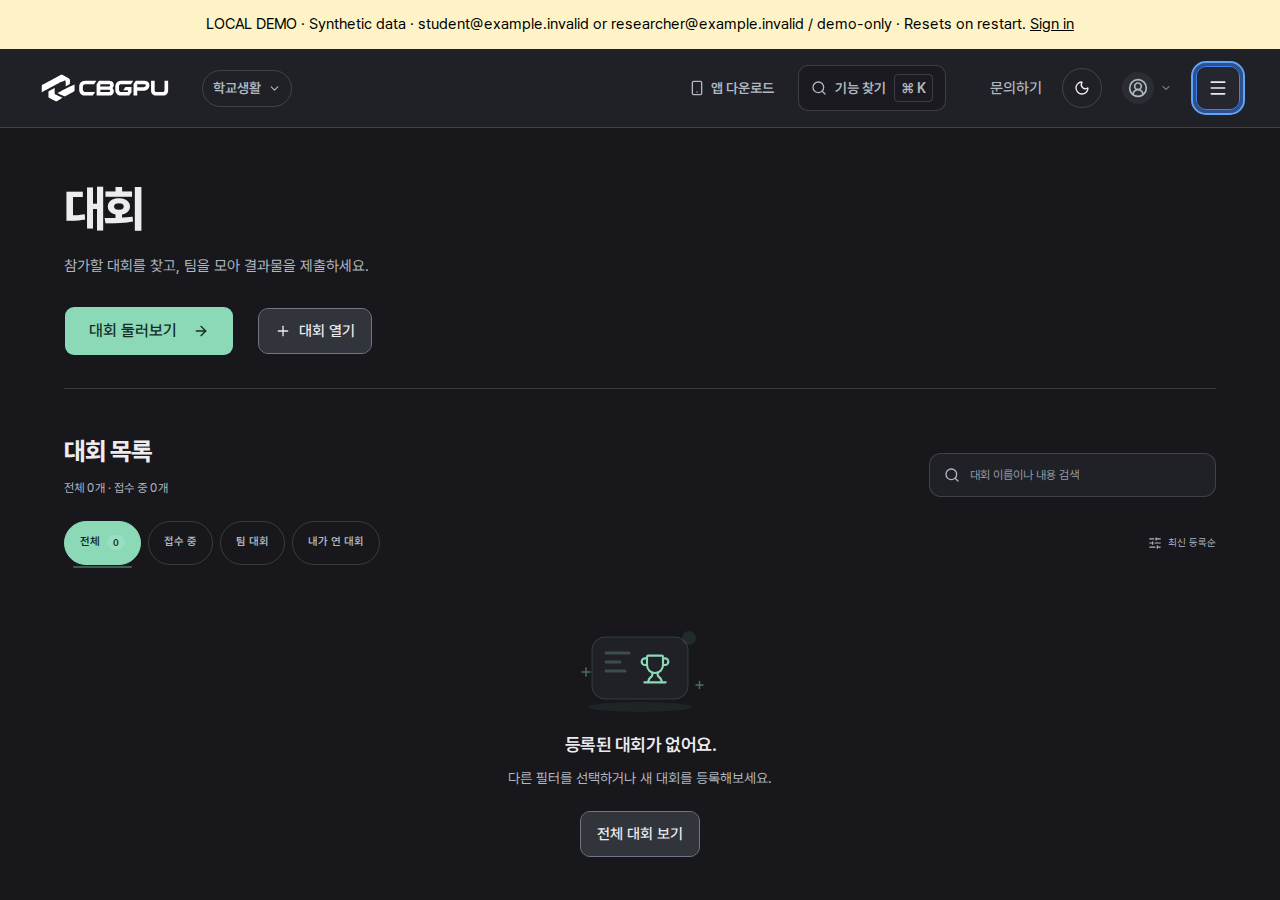 LOCAL DEMO · Synthetic data · student@example.invalid or researcher@example.invalid / demo-only · Resets on restart. Sign in
CBGPU
학교생활
앱 다운로드
기능 찾기 ⌘ K
문의하기
대회
참가할 대회를 찾고, 팀을 모아 결과물을 제출하세요.
대회 둘러보기
대회 열기
대회 목록
전체 0개 · 접수 중 0개
대회 이름이나 내용 검색
전체 0
접수 중
팀 대회
내가 연 대회
최신 등록순
등록된 대회가 없어요.
다른 필터를 선택하거나 새 대회를 등록해보세요.
전체 대회 보기